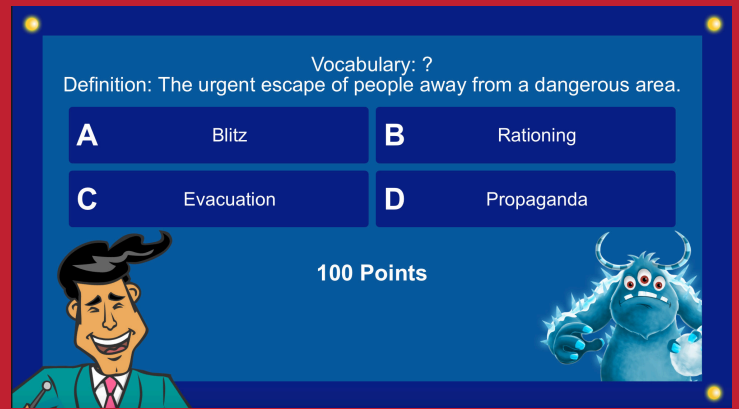 Vocabulary: ?
Definition: The urgent escape of people away from a dangerous area.
A Blitz
B Rationing
C Evacuation
D Propaganda
100 Points